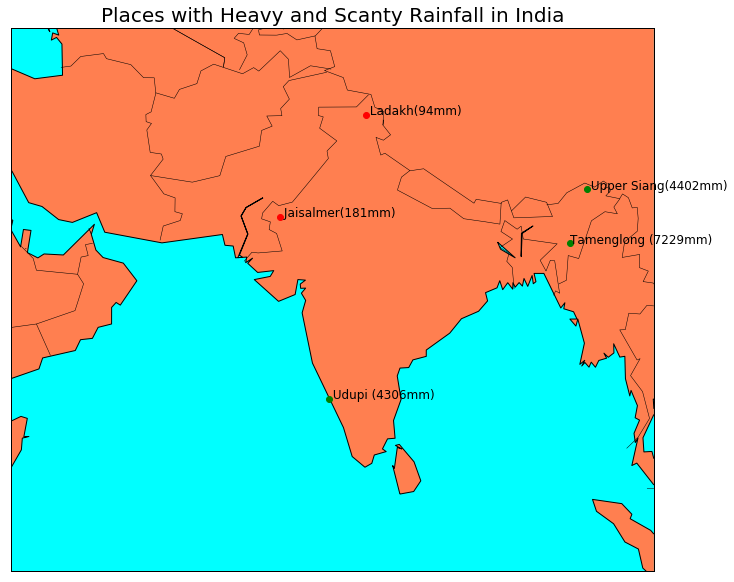 Places with Heavy and Scanty Rainfall in India
Ladakh(94mm)
Upper Siang(4402mm)
Jaisalmer(181mm)
Tamenglong (7229mm)
Udupi (4306mm)